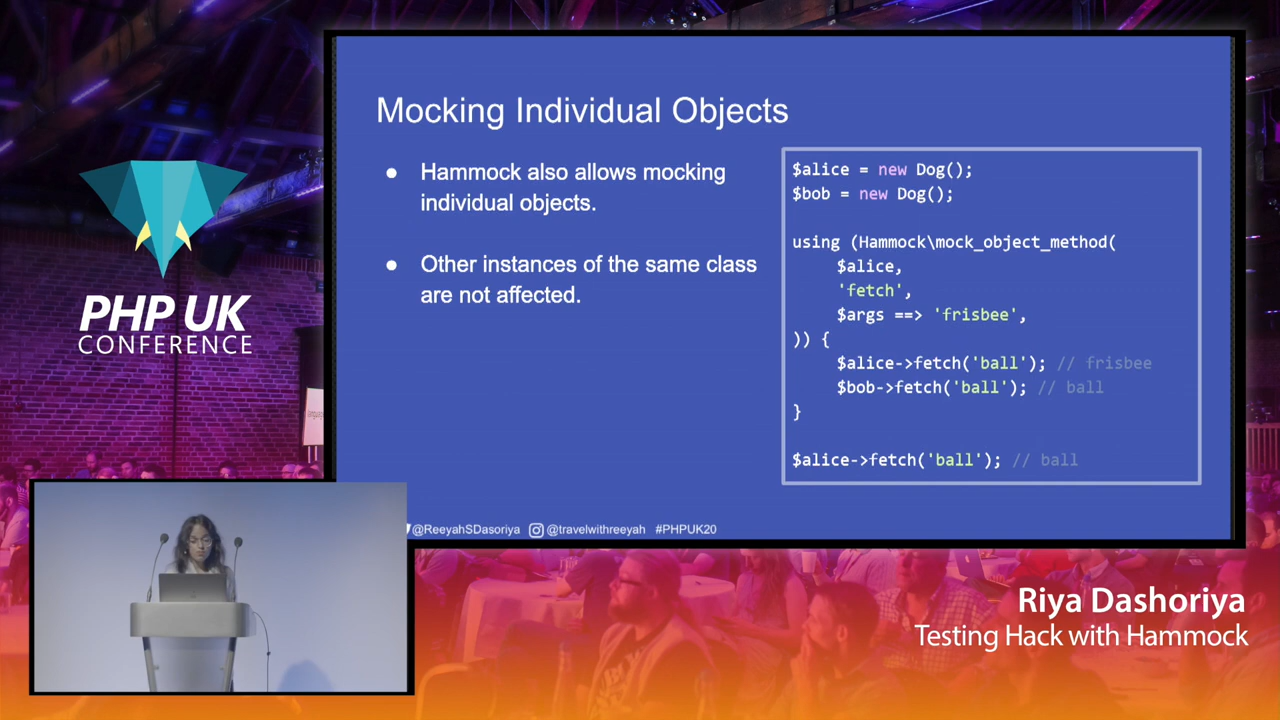 Mocking Individual Objects
● Hammock also allows mocking
individual objects.
● Other instances of the same class
are not affected.
$alice = new Dog();
$bob = new Dog();
using (Hammock\mock_object_method(
$alice,
'fetch',
$args ==> 'frisbee',
)) {
$alice->fetch('ball'); // frisbee
$bob->fetch('ball'); // ball
}
$alice->fetch('ball'); // ball
@ReeyahSDasoriya @travelwithreeyah #PHPUK20
PHP UK
CONFERENCE
Riya Dashoriya
Testing Hack with Hammock